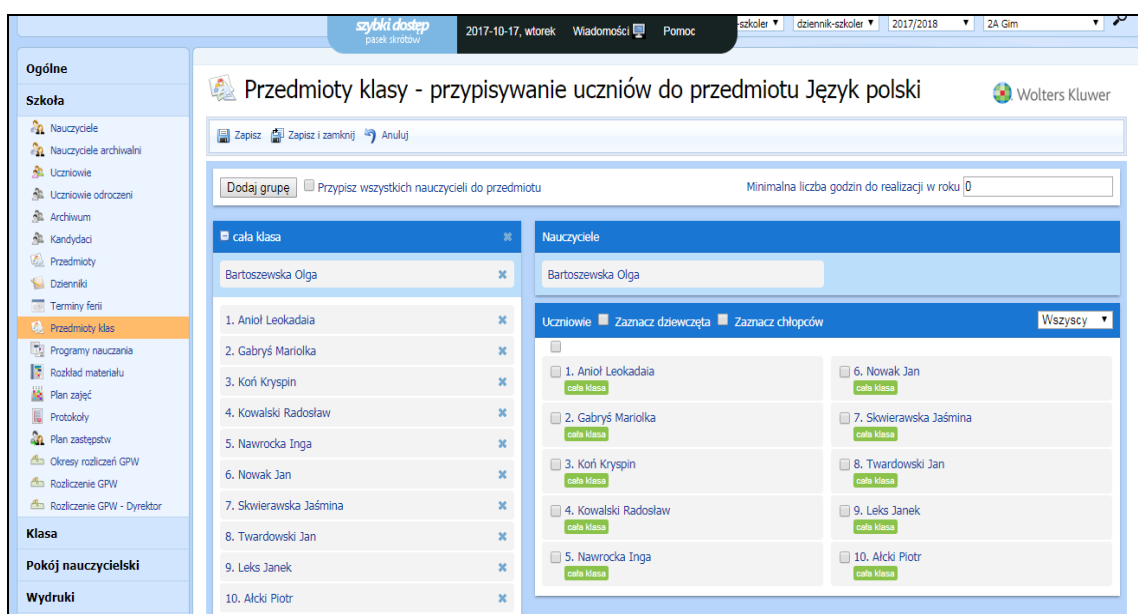 szybki dostęp
pasek skrótów
2017-10-17, wtorek Wiadomości Pomoc
-szkoler dziennik-szkoler 2017/2018 2A Gim
Ogólne
Szkoła
Nauczyciele
Nauczyciele archiwalni
Uczniowie
Uczniowie odroczeni
Archiwum
Kandydaci
Przedmioty
Dzienniki
Terminy ferii
Przedmioty klas
Programy nauczania
Rozkład materiału
Plan zajęć
Protokoły
Plan zastępstw
Okresy rozliczeń GPW
Rozliczenie GPW
Rozliczenie GPW - Dyrektor
Klasa
Pokój nauczycielski
Wydruki
Przedmioty klasy - przypisywanie uczniów do przedmiotu Język polski
Wolters Kluwer
Zapisz Zapisz i zamknij Anuluj
Dodaj grupę Przypisz wszystkich nauczycieli do przedmiotu Minimalna liczba godzin do realizacji w roku 0
cała klasa
Bartoszewska Olga
1. Anioł Leokadaia
2. Gabryś Mariolka
3. Koń Kryspin
4. Kowalski Radosław
5. Nawrocka Inga
6. Nowak Jan
7. Skwierawska Jaśmina
8. Twardowski Jan
9. Leks Janek
10. Ałcki Piotr
Nauczyciele
Bartoszewska Olga
Uczniowie Zaznacz dziewczęta Zaznacz chłopców Wszyscy
1. Anioł Leokadaia
cała klasa
2. Gabryś Mariolka
cała klasa
3. Koń Kryspin
cała klasa
4. Kowalski Radosław
cała klasa
5. Nawrocka Inga
cała klasa
6. Nowak Jan
cała klasa
7. Skwierawska Jaśmina
cała klasa
8. Twardowski Jan
cała klasa
9. Leks Janek
cała klasa
10. Ałcki Piotr
cała klasa